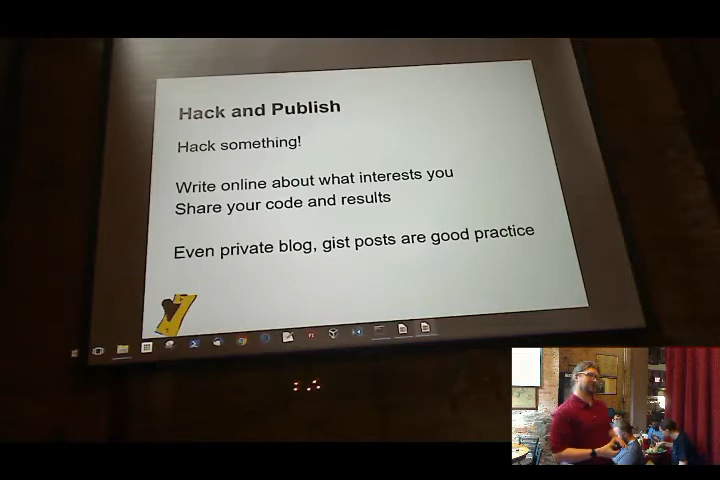 Hack and Publish
Hack something!
Write online about what interests you
Share your code and results
Even private blog, gist posts are good practice